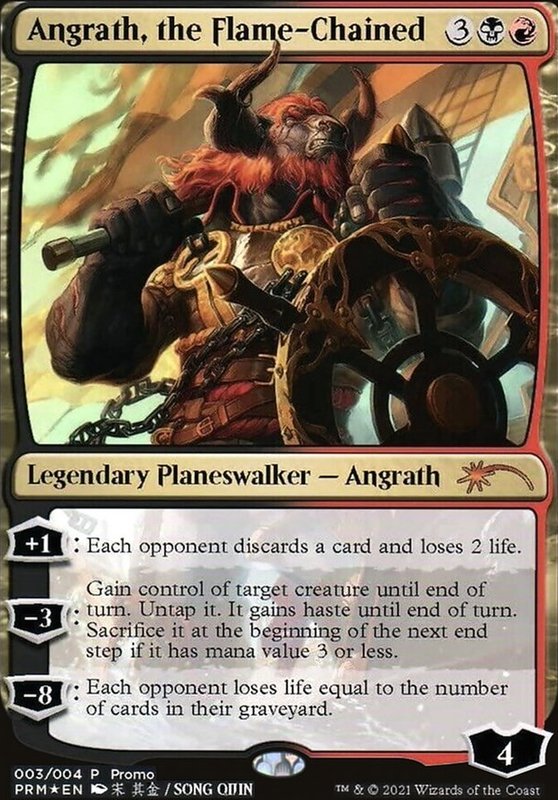 Angrath, the Flame-Chained 3
Legendary Planeswalker — Angrath
+1: Each opponent discards a card and loses 2 life.
Gain control of target creature until end of
-3: turn. Untap it. It gains haste until end of turn.
Sacrifice it at the beginning of the next end
step if it has mana value 3 or less.
-8: Each opponent loses life equal to the number
of cards in their graveyard.
4
003/004 P Promo
PRM★EN 宋其金 / SONG QIJIN
™ & © 2021 Wizards of the Coast